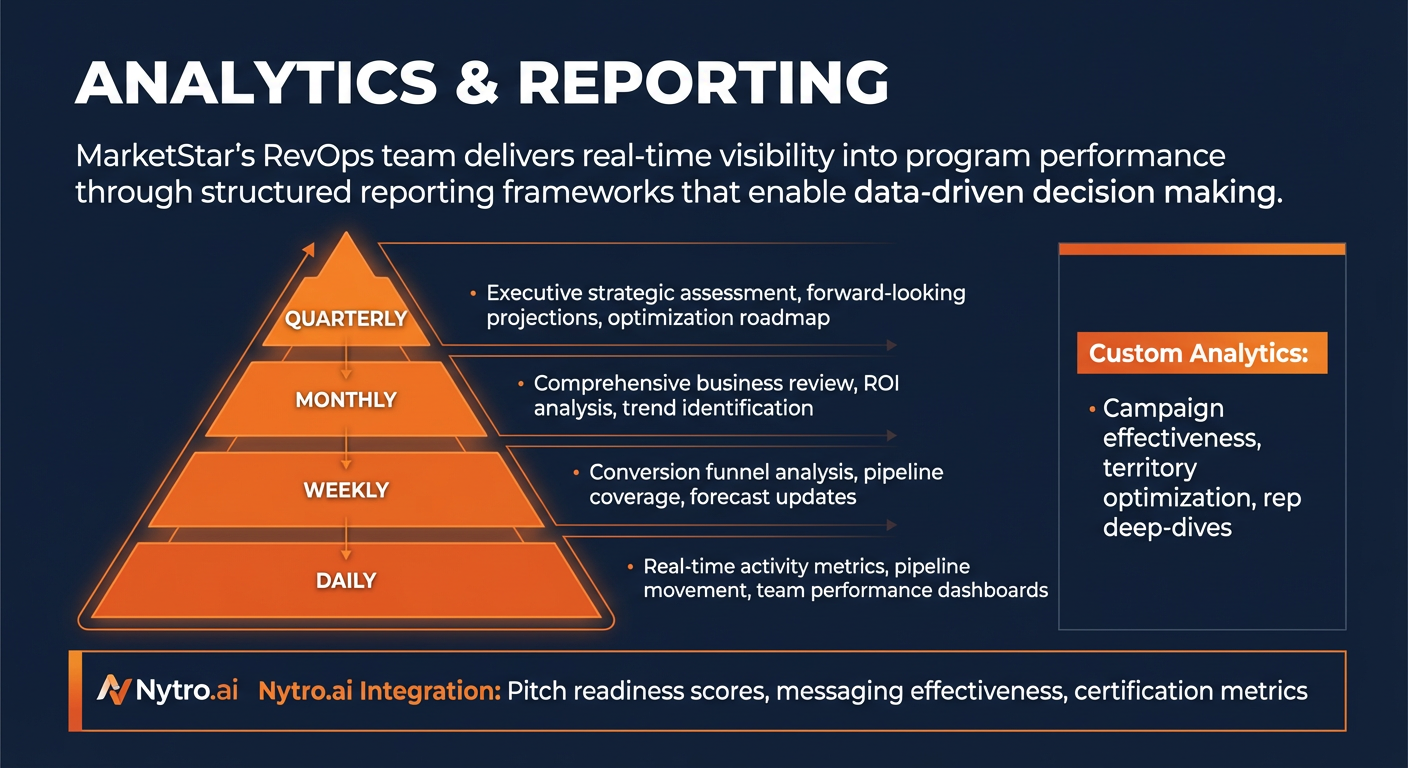 ANALYTICS & REPORTING
MarketStar's RevOps team delivers real-time visibility into program performance
through structured reporting frameworks that enable data-driven decision making.
QUARTERLY
• Executive strategic assessment, forward-looking
projections, optimization roadmap
MONTHLY
• Comprehensive business review, ROI
analysis, trend identification
WEEKLY
• Conversion funnel analysis, pipeline
coverage, forecast updates
DAILY
• Real-time activity metrics, pipeline
movement, team performance dashboards
Custom Analytics:
• Campaign
effectiveness,
territory
optimization, rep
deep-dives
Nytro.ai Nytro.ai Integration: Pitch readiness scores, messaging effectiveness, certification metrics